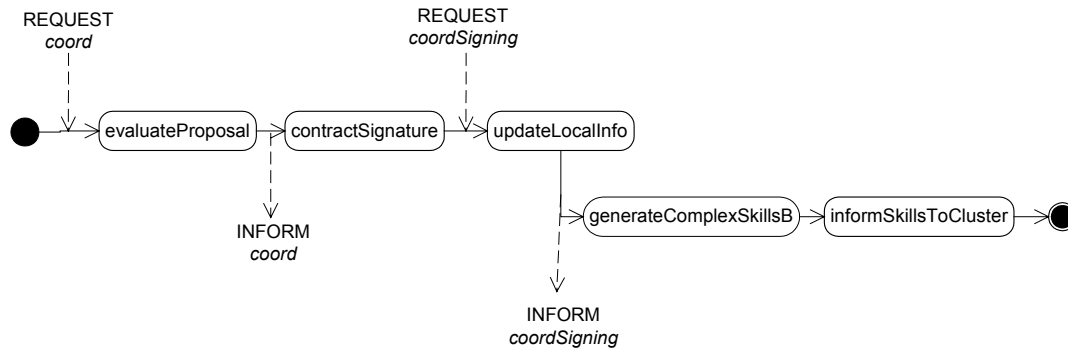 REQUEST
coord
REQUEST
coordSigning
evaluateProposal
contractSignature
updateLocalInfo
generateComplexSkillsB
informSkillsToCluster
INFORM
coord
INFORM
coordSigning